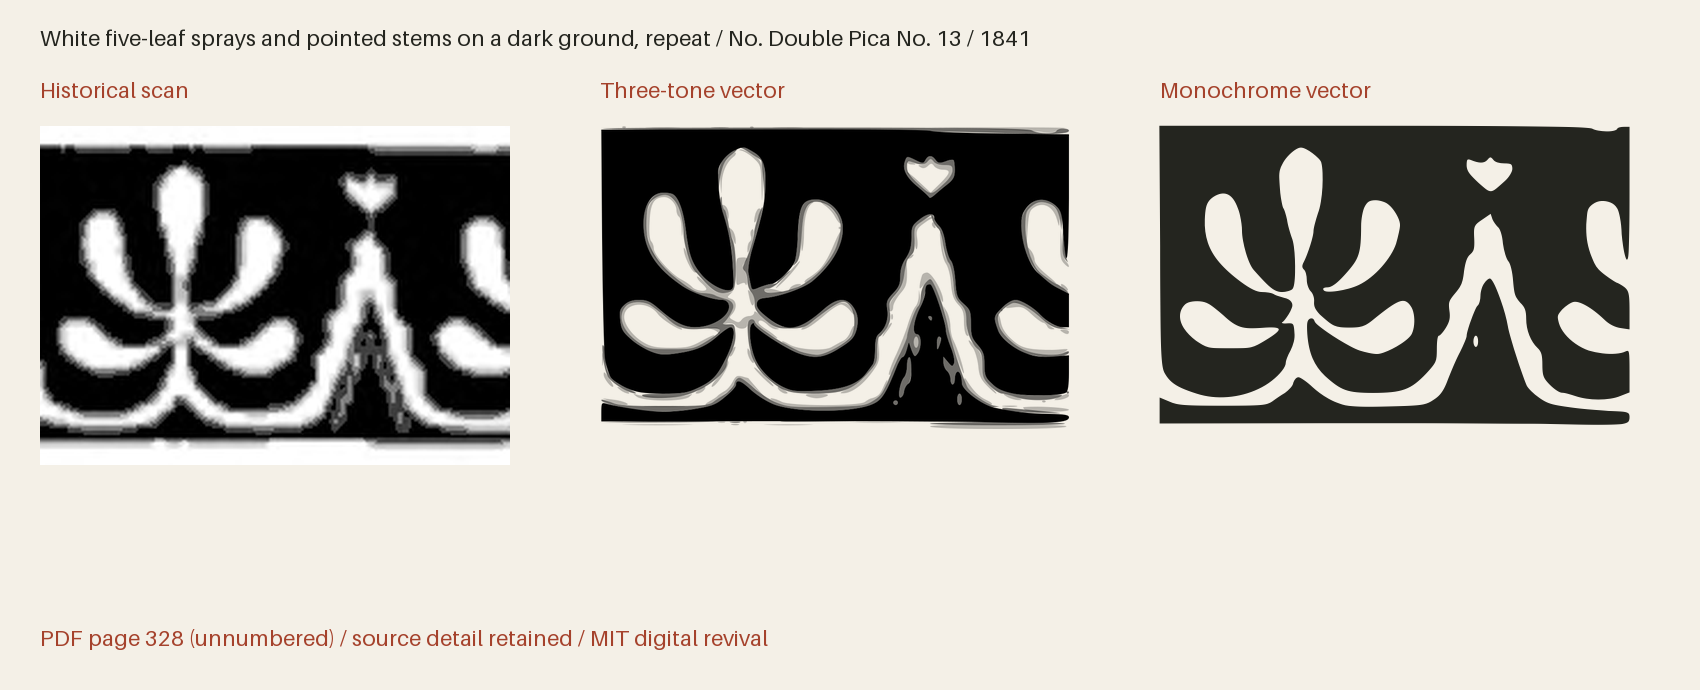 White five-leaf sprays and pointed stems on a dark ground, repeat / No. Double Pica No. 13 / 1841
Historical scan
Three-tone vector
Monochrome vector
PDF page 328 (unnumbered) / source detail retained / MIT digital revival